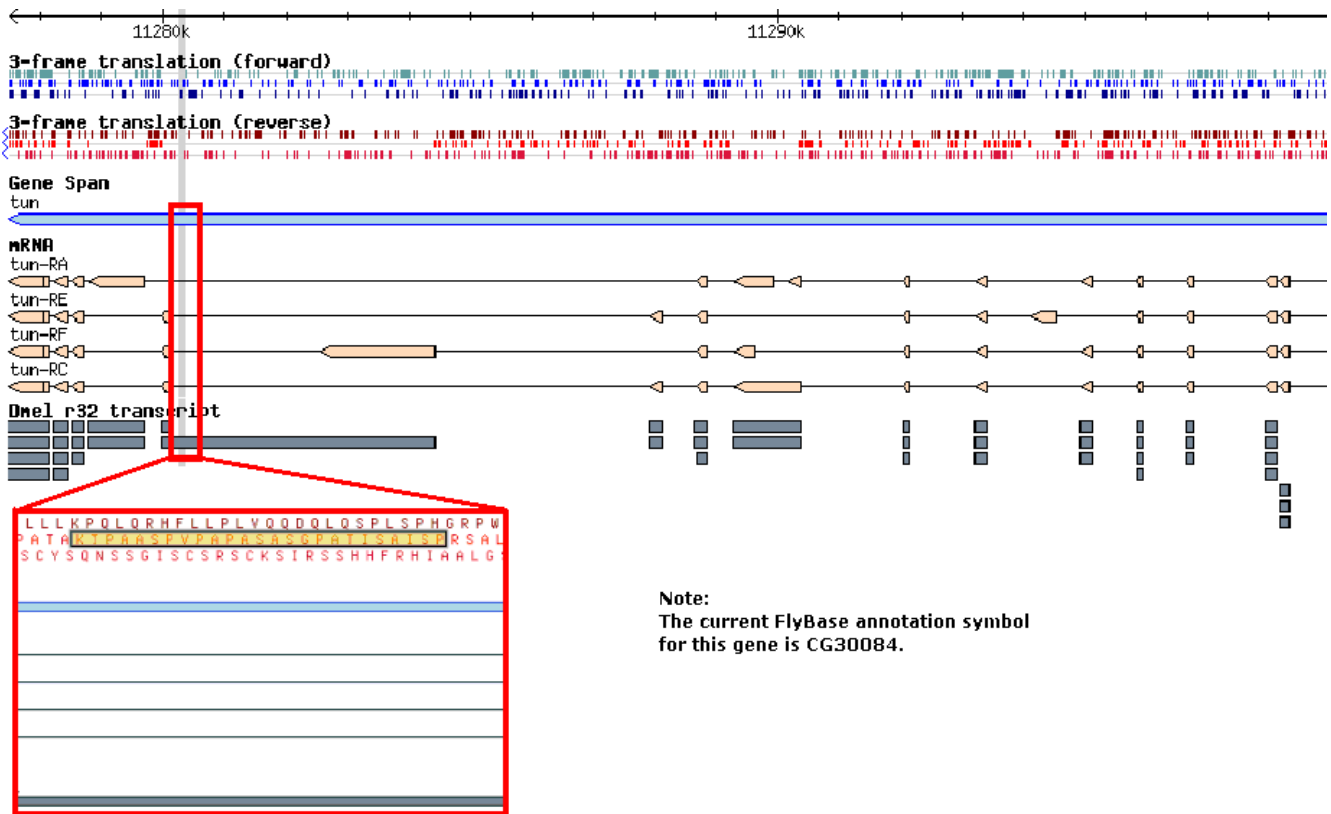 11280k
11290k
3-frame translation (forward)
3-frame translation (reverse)
Gene Span
tun
mRNA
tun-RA
tun-RE
tun-RF
tun-RC
Dmel r32 transcript
L L L K P Q L Q R H F L L P L V Q Q D Q L Q S P L S P H G R P W
P A T A K T P A A S P V P A P A S A S G P A T I S A I S P R S A L
S C Y S Q N S S G I S C S R S C K S I R S S H H F R H I A A L G
Note:
The current FlyBase annotation symbol
for this gene is CG30084.